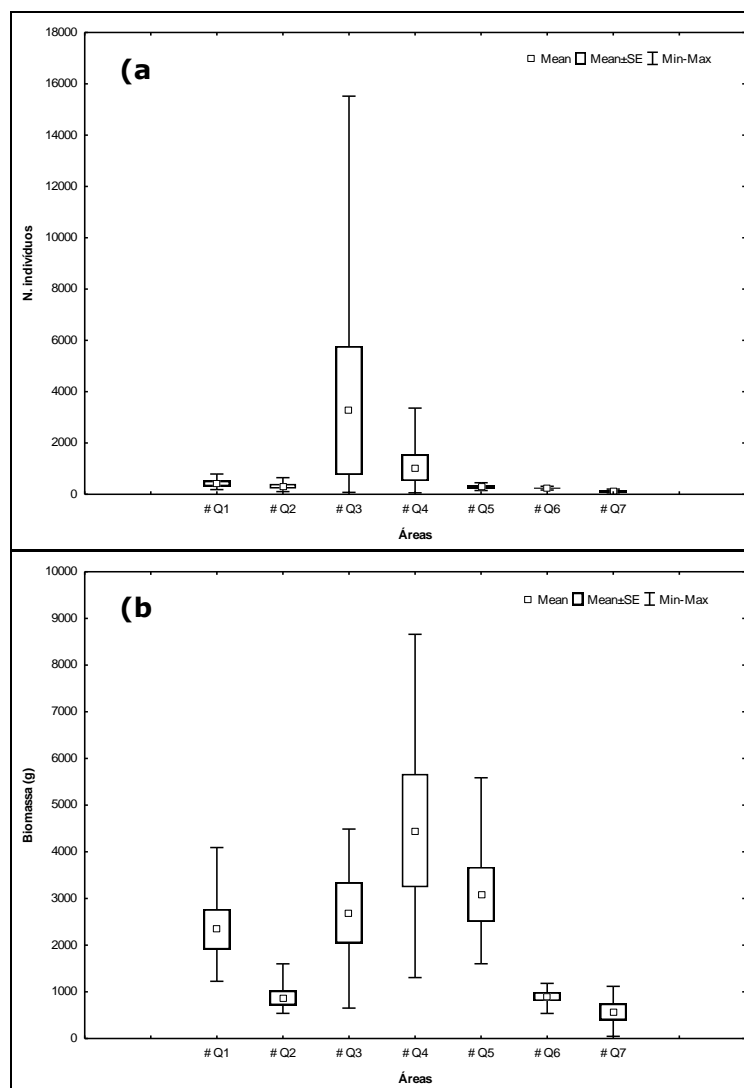 18000
16000
14000
12000
10000
8000
6000
4000
2000
0
N. indivíduos
(a
Mean Mean±SE Min-Max
# Q1 # Q2 # Q3 # Q4 # Q5 # Q6 # Q7
Áreas
10000
9000
8000
7000
6000
5000
4000
3000
2000
1000
0
Biomassa (g)
(b
Mean Mean±SE Min-Max
# Q1 # Q2 # Q3 # Q4 # Q5 # Q6 # Q7
Áreas